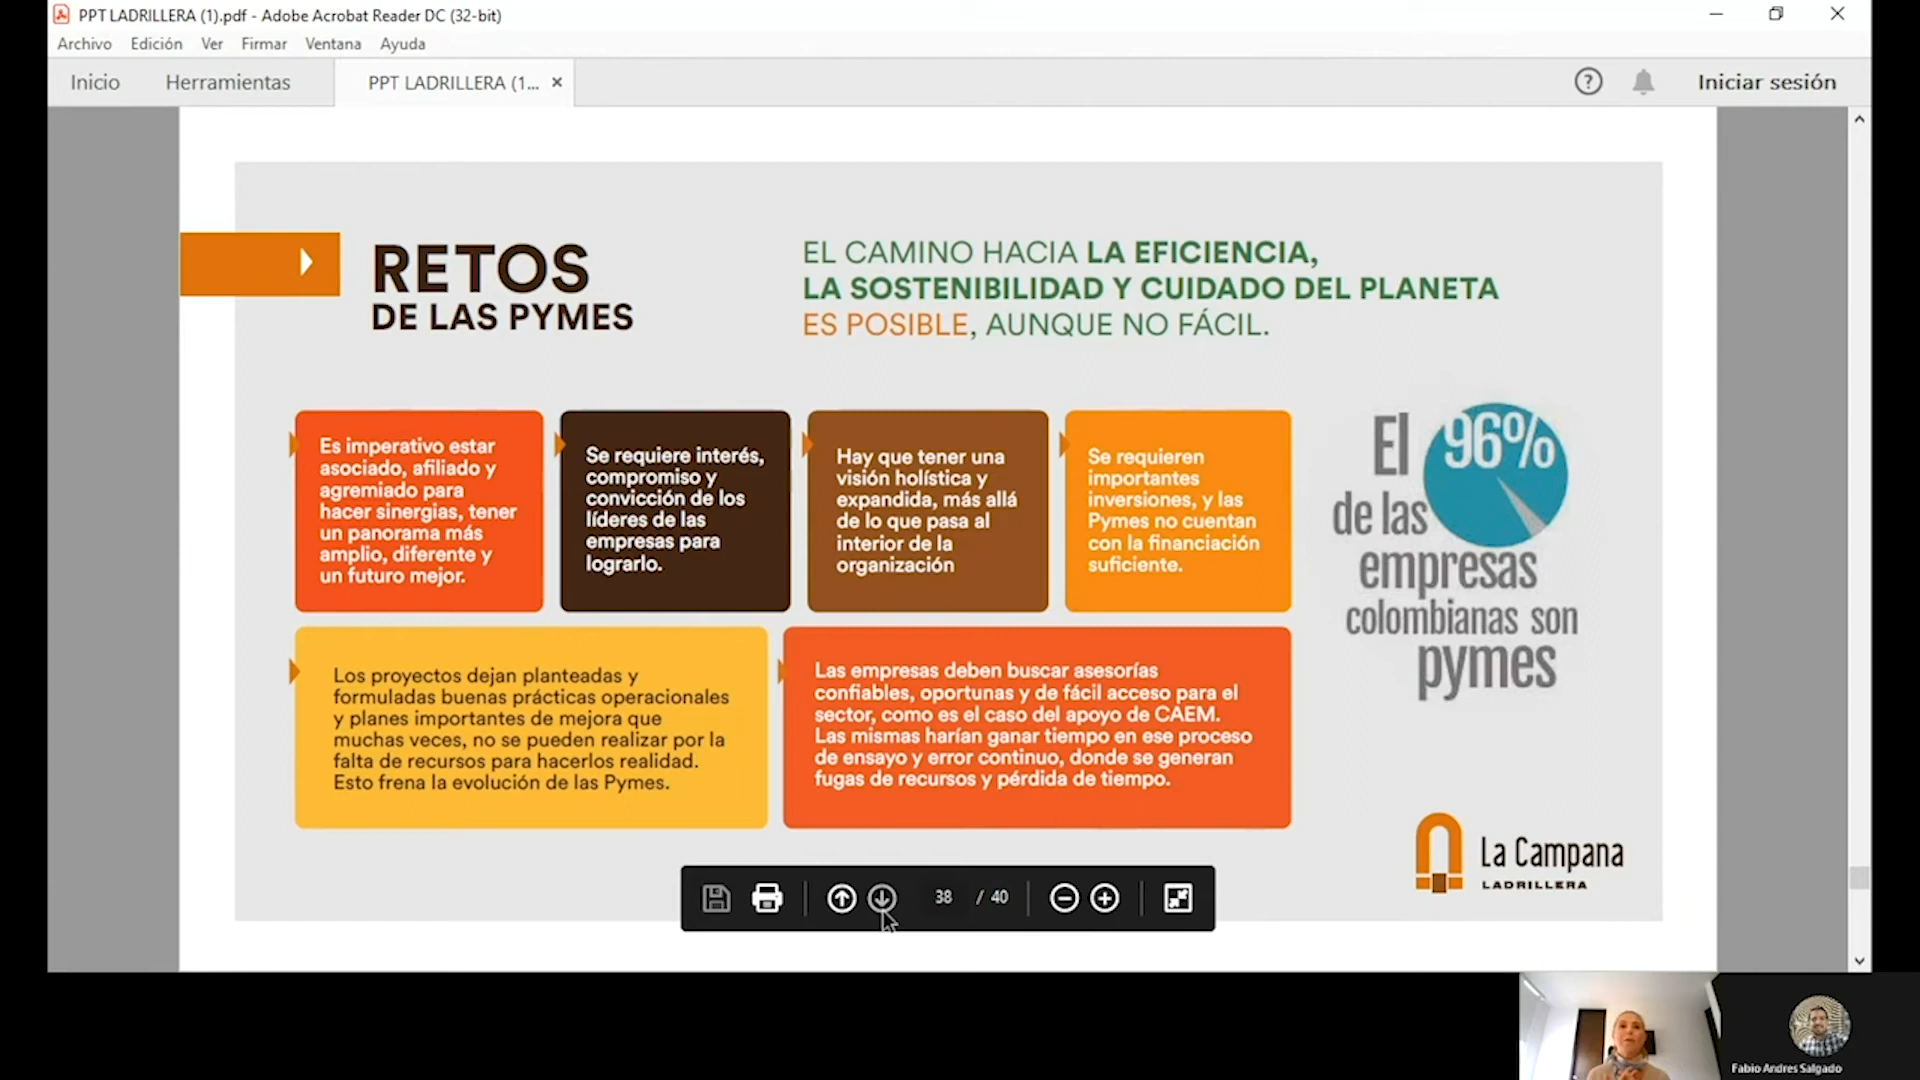 PPT LADRILLERA (1).pdf - Adobe Acrobat Reader DC (32-bit)
Archivo Edición Ver Firmar Ventana Ayuda
Inicio Herramientas PPT LADRILLERA (1... × ? Iniciar sesión
RETOS
DE LAS PYMES
EL CAMINO HACIA LA EFICIENCIA,
LA SOSTENIBILIDAD Y CUIDADO DEL PLANETA
ES POSIBLE, AUNQUE NO FÁCIL.
Es imperativo estar
asociado, afiliado y
agremiado para
hacer sinergias, tener
un panorama más
amplio, diferente y
un futuro mejor.
Se requiere interés,
compromiso y
convicción de los
líderes de las
empresas para
lograrlo.
Hay que tener una
visión holística y
expandida, más allá
de lo que pasa al
interior de la
organización
Se requieren
importantes
inversiones, y las
Pymes no cuentan
con la financiación
suficiente.
El 96%
de las
empresas
colombianas son
pymes
Los proyectos dejan planteadas y
formuladas buenas prácticas operacionales
y planes importantes de mejora que
muchas veces, no se pueden realizar por la
falta de recursos para hacerlos realidad.
Esto frena la evolución de las Pymes.
Las empresas deben buscar asesorías
confiables, oportunas y de fácil acceso para el
sector, como es el caso del apoyo de CAEM.
Las mismas harían ganar tiempo en ese proceso
de ensayo y error continuo, donde se generan
fugas de recursos y pérdida de tiempo.
La Campana
LADRILLERA
38 / 40
Fabio Andres Salgado